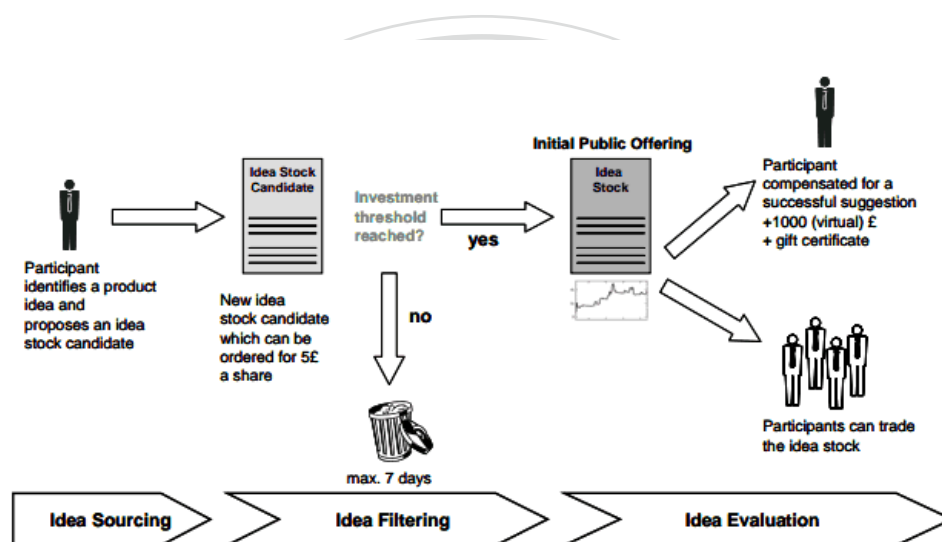 Participant
identifies a product
idea and
proposes an idea
stock candidate
Idea Stock
Candidate
New idea
stock candidate
which can be
ordered for 5£
a share
Investment
threshold
reached?
yes
no
max. 7 days
Initial Public Offering
Idea
Stock
Participant
compensated for a
successful suggestion
+1000 (virtual) £
+ gift certificate
Participants can trade
the idea stock
Idea Sourcing
Idea Filtering
Idea Evaluation